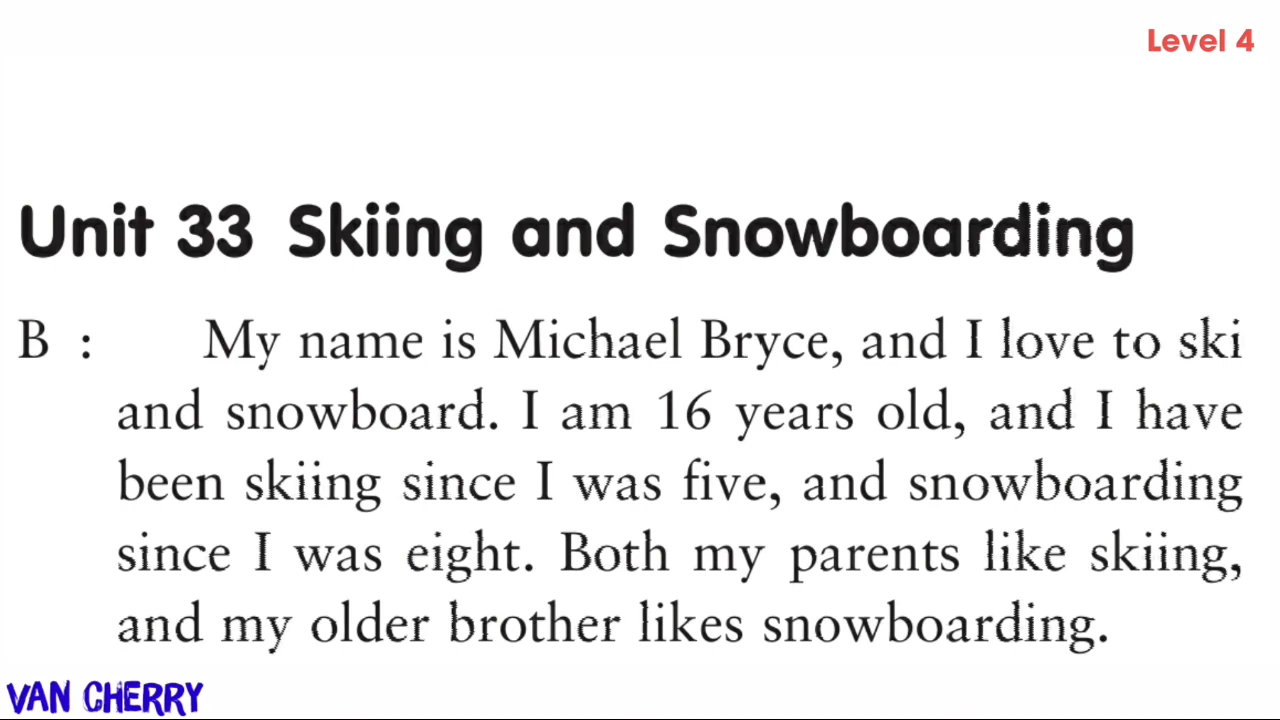 Level 4
Unit 33 Skiing and Snowboarding
B : My name is Michael Bryce, and I love to ski
and snowboard. I am 16 years old, and I have
been skiing since I was five, and snowboarding
since I was eight. Both my parents like skiing,
and my older brother likes snowboarding.
VAN CHERRY